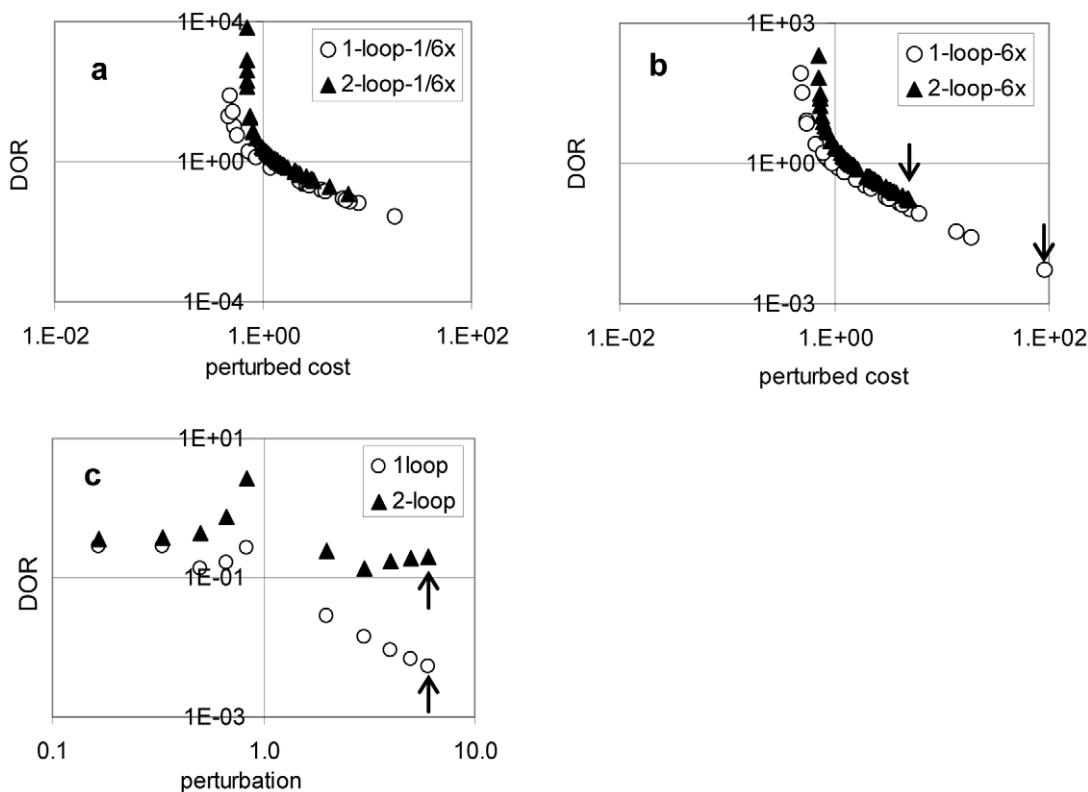 1E+04
a
1-loop-1/6x
2-loop-1/6x
DOR
1E+00
1E-04
1.E-02
1.E+00
1.E+02
perturbed cost
1E+03
b
1-loop-6x
2-loop-6x
DOR
1E+00
1E-03
1.E-02
1.E+00
1.E+02
perturbed cost
1E+01
c
1loop
2-loop
DOR
1E-01
1E-03
0.1
1.0
10.0
perturbation